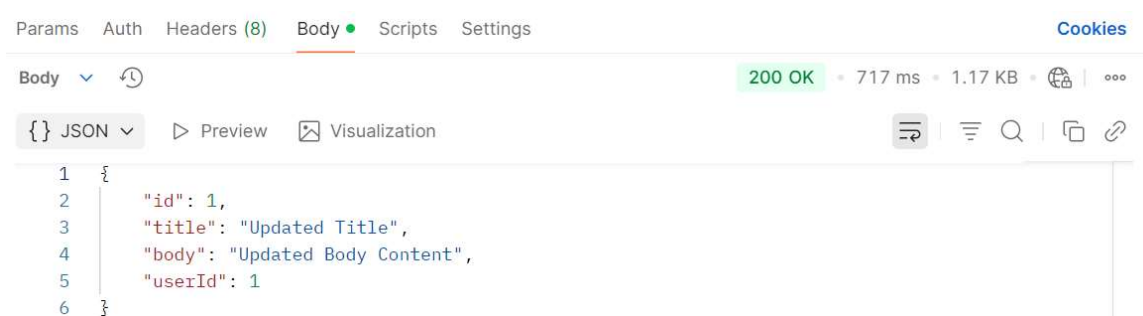 Params Auth Headers (8) Body Scripts Settings Cookies
Body 200 OK 717 ms 1.17 KB
{} JSON Preview Visualization
1 {
2 "id": 1,
3 "title": "Updated Title",
4 "body": "Updated Body Content",
5 "userId": 1
6 }